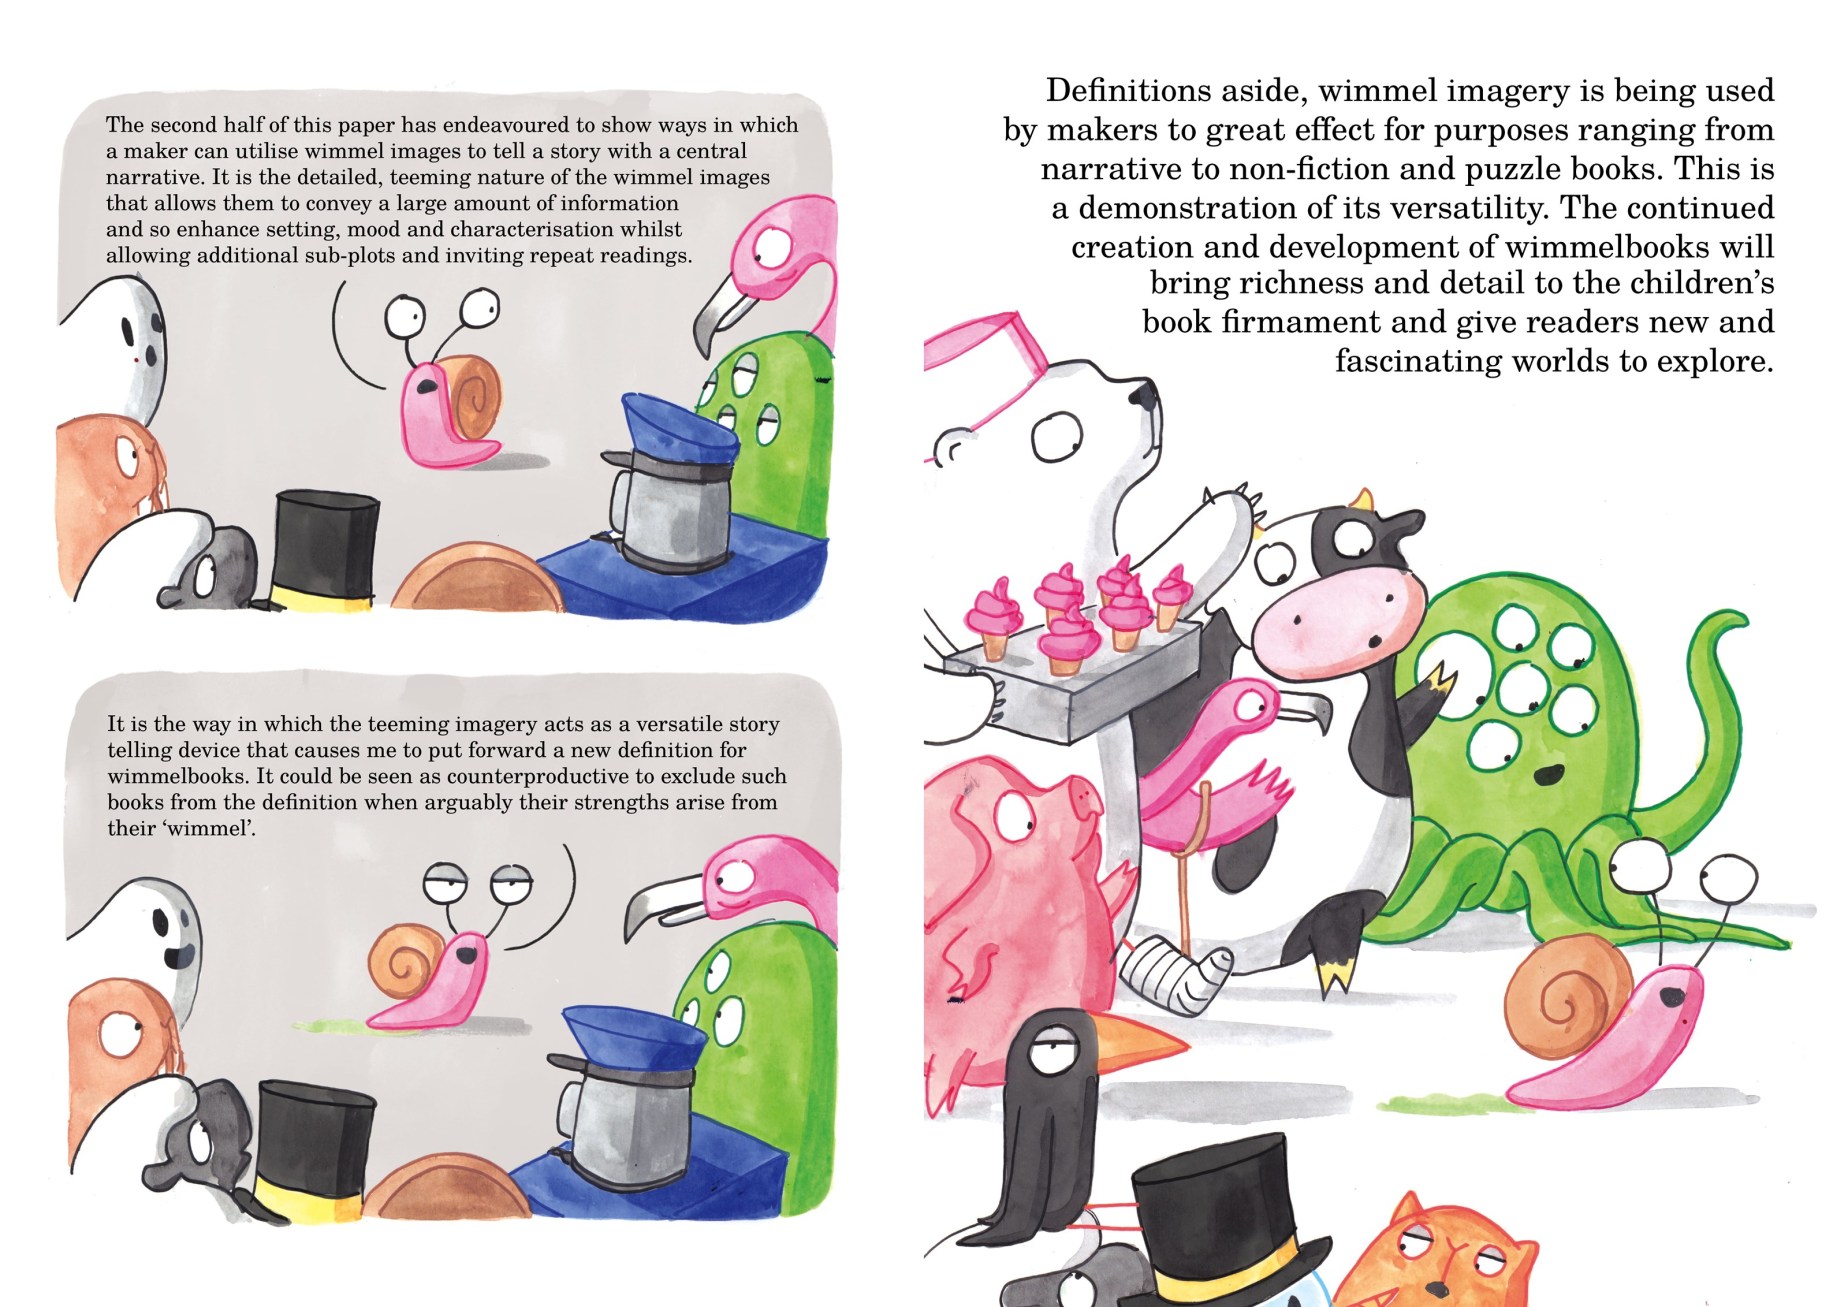 The second half of this paper has endeavoured to show ways in which
a maker can utilise wimmel images to tell a story with a central
narrative. It is the detailed, teeming nature of the wimmel images
that allows them to convey a large amount of information
and so enhance setting, mood and characterisation whilst
allowing additional sub-plots and inviting repeat readings.
It is the way in which the teeming imagery acts as a versatile story
telling device that causes me to put forward a new definition for
wimmelbooks. It could be seen as counterproductive to exclude such
books from the definition when arguably their strengths arise from
their ‘wimmel’.
Definitions aside, wimmel imagery is being used
by makers to great effect for purposes ranging from
narrative to non-fiction and puzzle books. This is
a demonstration of its versatility. The continued
creation and development of wimmelbooks will
bring richness and detail to the children’s
book firmament and give readers new and
fascinating worlds to explore.